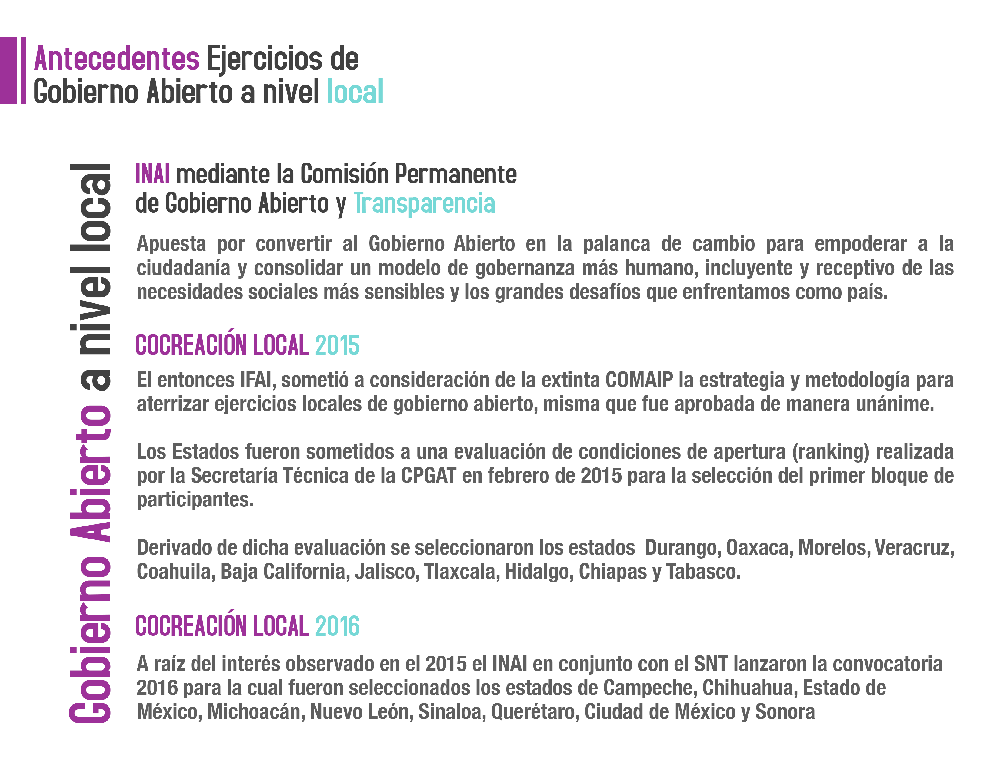 Antecedentes Ejercicios de
Gobierno Abierto a nivel local
Gobierno Abierto a nivel local
INAI mediante la Comisión Permanente
de Gobierno Abierto y Transparencia
Apuesta por convertir al Gobierno Abierto en la palanca de cambio para empoderar a la
ciudadanía y consolidar un modelo de gobernanza más humano, incluyente y receptivo de las
necesidades sociales más sensibles y los grandes desafíos que enfrentamos como país.
COCREACIÓN LOCAL 2015
El entonces IFAI, sometió a consideración de la extinta COMAIP la estrategia y metodología para
aterrizar ejercicios locales de gobierno abierto, misma que fue aprobada de manera unánime.
Los Estados fueron sometidos a una evaluación de condiciones de apertura (ranking) realizada
por la Secretaría Técnica de la CPGAT en febrero de 2015 para la selección del primer bloque de
participantes.
Derivado de dicha evaluación se seleccionaron los estados  Durango, Oaxaca, Morelos, Veracruz,
Coahuila, Baja California, Jalisco, Tlaxcala, Hidalgo, Chiapas y Tabasco.
COCREACIÓN LOCAL 2016
A raíz del interés observado en el 2015 el INAI en conjunto con el SNT lanzaron la convocatoria
2016 para la cual fueron seleccionados los estados de Campeche, Chihuahua, Estado de
México, Michoacán, Nuevo León, Sinaloa, Querétaro, Ciudad de México y Sonora